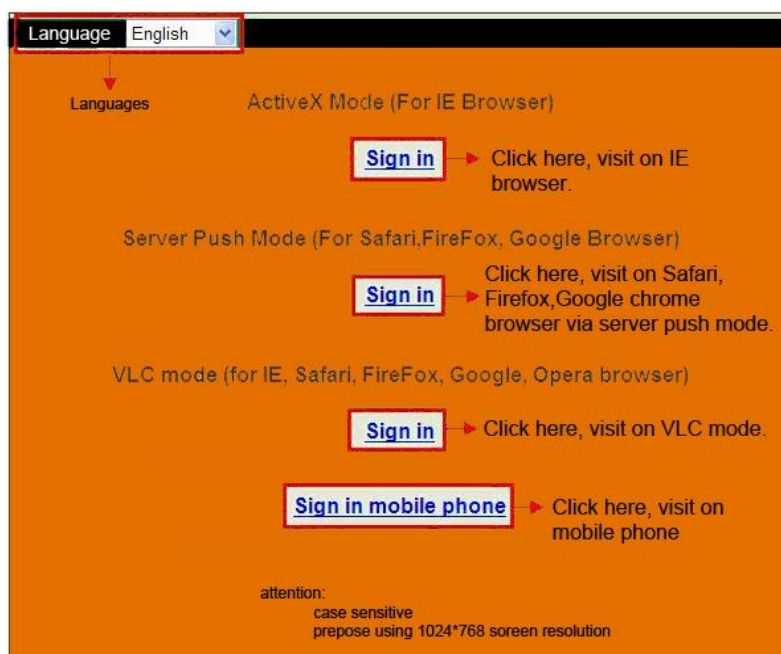 Language English
Languages
ActiveX Mode (For IE Browser)
Sign in
Click here, visit on IE
browser.
Server Push Mode (For Safari,FireFox, Google Browser)
Sign in
Click here, visit on Safari,
Firefox,Google chrome
browser via server push mode.
VLC mode (for IE, Safari, FireFox, Google, Opera browser)
Sign in
Click here, visit on VLC mode.
Sign in mobile phone
Click here, visit on
mobile phone
attention:
case sensitive
prepose using 1024*768 soreen resolution